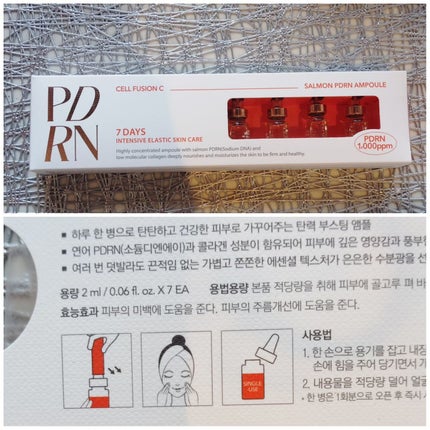 PD
RN
CELL FUSION C
SALMON PDRN AMPOULE
7 DAYS
INTENSIVE ELASTIC SKIN CARE
Highly concentrated ampoule with salmon PDRN(Sodium DNA) and
low molecular collagen deeply nourishes and moisturizes the skin to be firm and healthy.
PDRN
1,000ppm
▪ 하루 한 병으로 탄탄하고 건강한 피부로 가꾸어주는 탄력 부스팅 앰플
▪ 연어 PDRN(소듐디엔에이)과 콜라겐 성분이 함유되어 피부에 깊은 영양감과 풍부한
▪ 여러 번 덧발라도 끈적임 없는 가볍고 쫀쫀한 에센셜 텍스처가 은은한 수분광을 선
용량 2 ml / 0.06 fl. oz. X 7 EA 용법용량 본품 적당량을 취해 피부에 골고루 펴 바
효능효과 피부의 미백에 도움을 준다. 피부의 주름개선에 도움을 준다.
SINGLE
-USE
사용법
1. 한 손으로 용기를 잡고 내장
손에 힘을 주어 당기면서
2. 내용물을 적당량 덜어 얼굴
• 한 병은 1회분으로 오픈 후 즉시